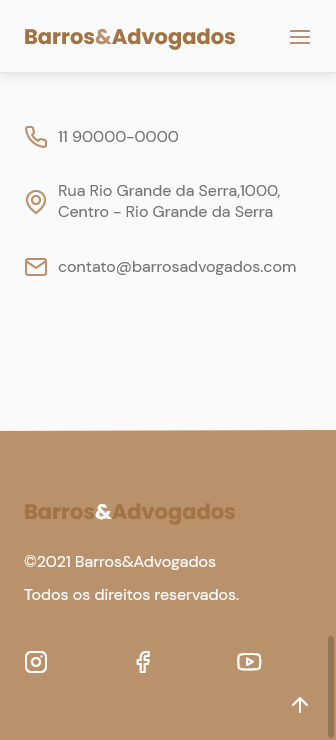 Barros&Advogados
11 90000-0000
Rua Rio Grande da Serra,1000,
Centro - Rio Grande da Serra
contato@barrosadvogados.com
Barros&Advogados
©2021 Barros&Advogados
Todos os direitos reservados.